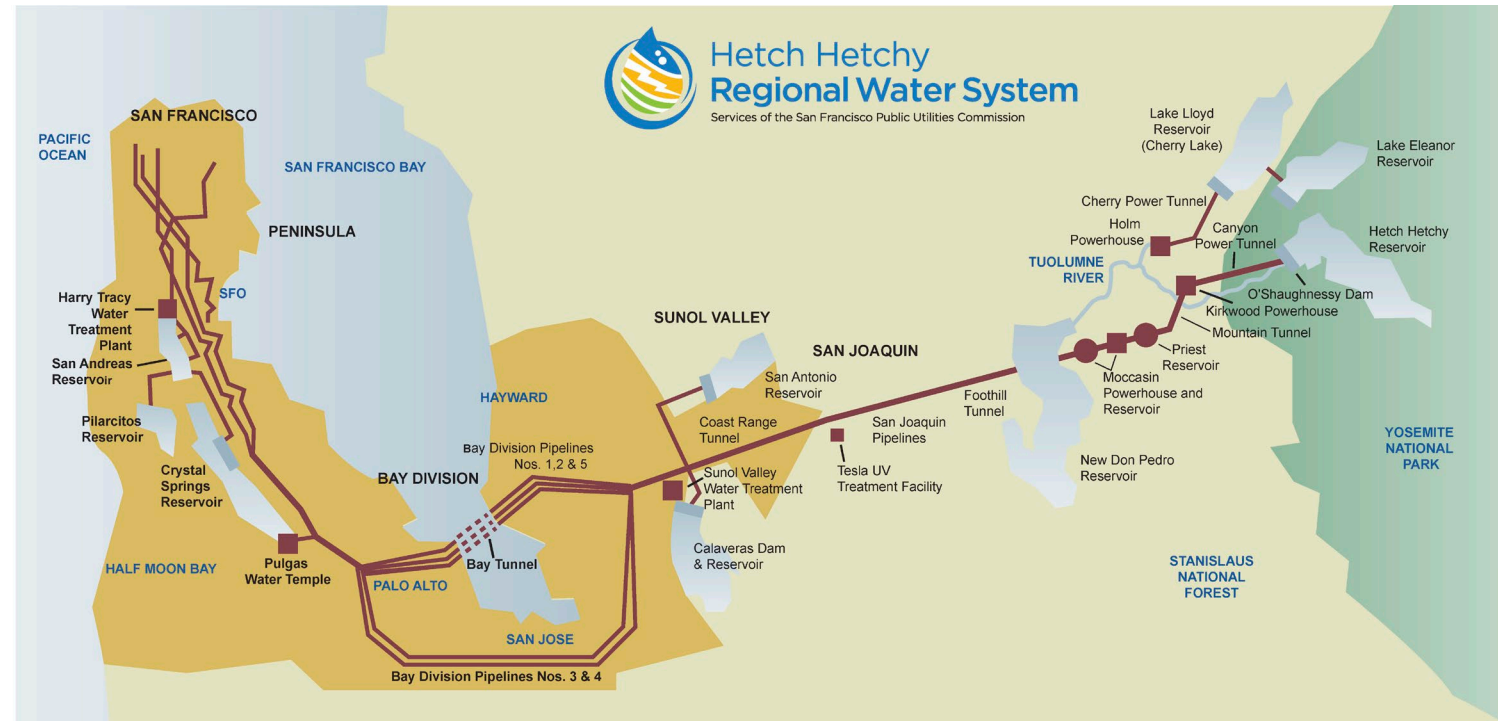 Hetch Hetchy
Regional Water System
Services of the San Francisco Public Utilities Commission
SAN FRANCISCO
PACIFIC
OCEAN
SAN FRANCISCO BAY
PENINSULA
SFO
Harry Tracy
Water
Treatment
Plant
San Andreas
Reservoir
Pilarcitos
Reservoir
Crystal
Springs
Reservoir
HALF MOON BAY
Pulgas
Water Temple
PALO ALTO
BAY DIVISION
HAYWARD
Bay Division Pipelines
Nos. 1,2 & 5
Bay Tunnel
SAN JOSE
Bay Division Pipelines Nos. 3 & 4
SUNOL VALLEY
San Antonio
Reservoir
Coast Range
Tunnel
Sunol Valley
Water Treatment
Plant
Calaveras Dam
& Reservoir
SAN JOAQUIN
San Joaquin
Pipelines
Tesla UV
Treatment Facility
Foothill
Tunnel
New Don Pedro
Reservoir
TUOLUMNE
RIVER
Lake Lloyd
Reservoir
(Cherry Lake)
Lake Eleanor
Reservoir
Cherry Power Tunnel
Holm
Powerhouse
Canyon
Power Tunnel
Hetch Hetchy
Reservoir
O'Shaughnessy Dam
Kirkwood Powerhouse
Mountain Tunnel
Priest
Reservoir
Moccasin
Powerhouse and
Reservoir
YOSEMITE
NATIONAL
PARK
STANISLAUS
NATIONAL
FOREST